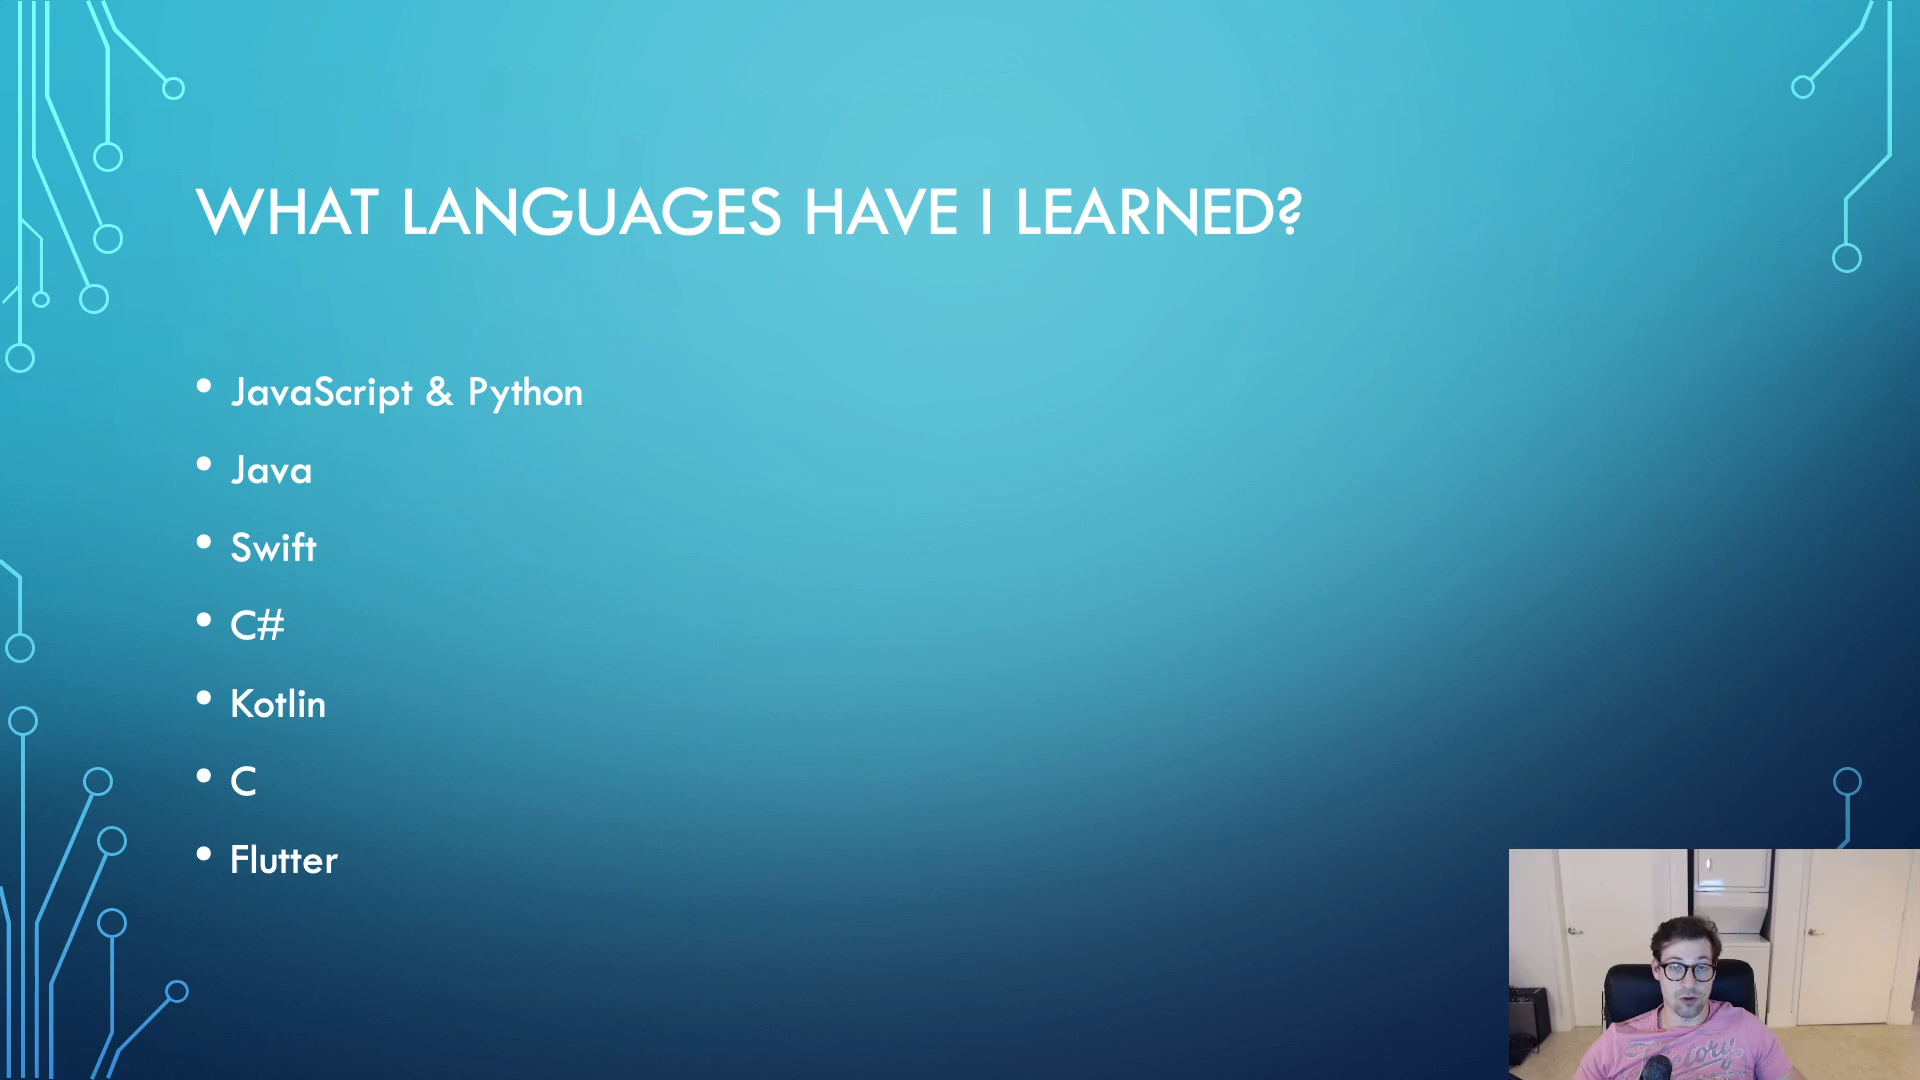 WHAT LANGUAGES HAVE I LEARNED?
• JavaScript & Python
• Java
• Swift
• C#
• Kotlin
• C
• Flutter